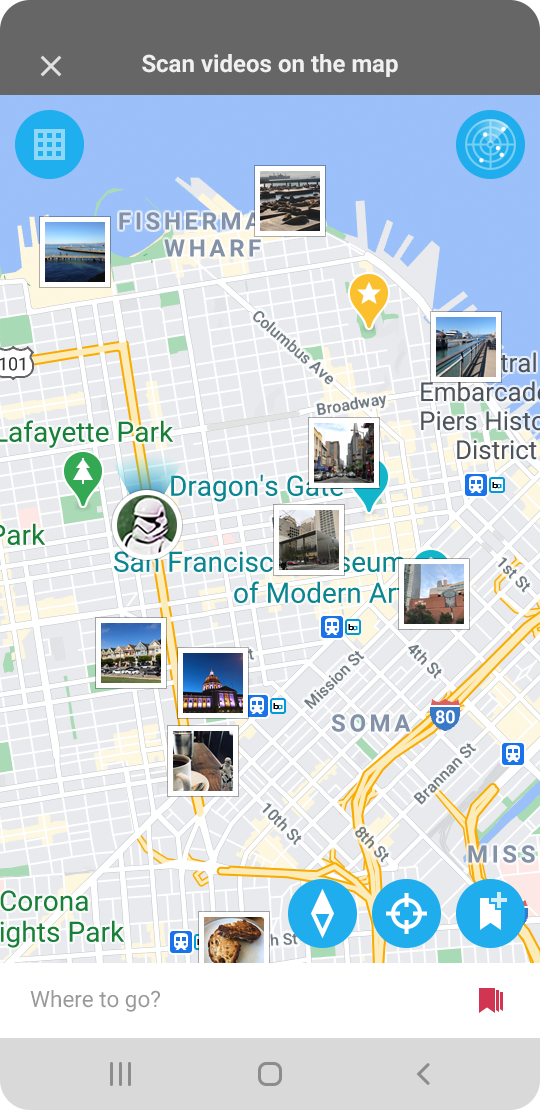 Scan videos on the map
FISHERMA
WHARF
Columbus Ave
101
tral
Embarcade
Piers Histo
District
Broadway
Lafayette Park
Dragon's Gate
Park
San Francisc
useum
of Modern Ar
1st St
4th St
Mission St
SOMA
80
Brannan St
10th St
8th St
MISS
Corona
ights Park
h St
Where to go?